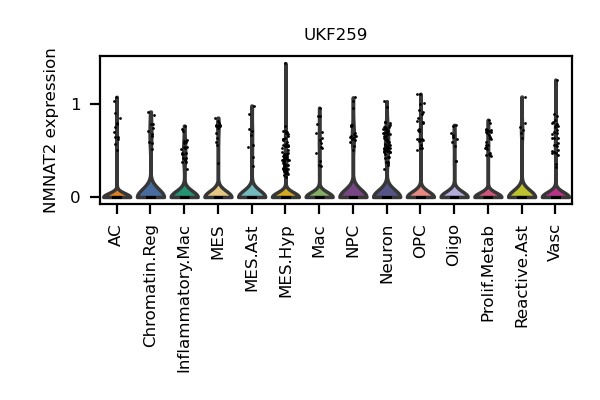 UKF259
NMNAT2 expression
1
0
AC
Chromatin.Reg
Inflammatory.Mac
MES
MES.Ast
MES.Hyp
Mac
NPC
Neuron
OPC
Oligo
Prolif.Metab
Reactive.Ast
Vasc